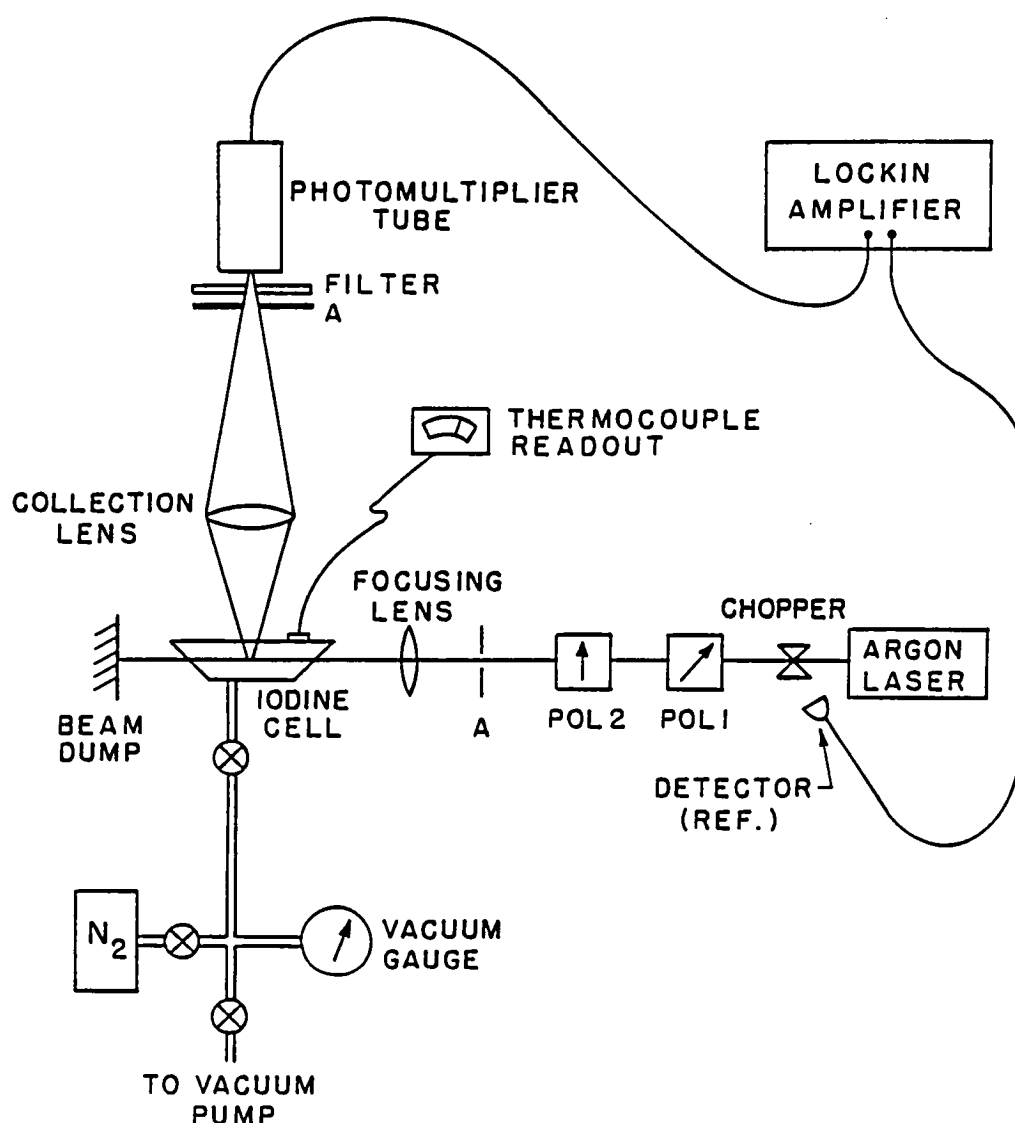 PHOTOMULTIPLIER
TUBE
LOCKIN
AMPLIFIER
FILTER
A
THERMOCOUPLE
READOUT
COLLECTION
LENS
FOCUSING
LENS
CHOPPER
ARGON
LASER
IODINE
CELL
A
POL 2
POL 1
BEAM
DUMP
DETECTOR
(REF.)
N2
VACUUM
GAUGE
TO VACUUM
PUMP